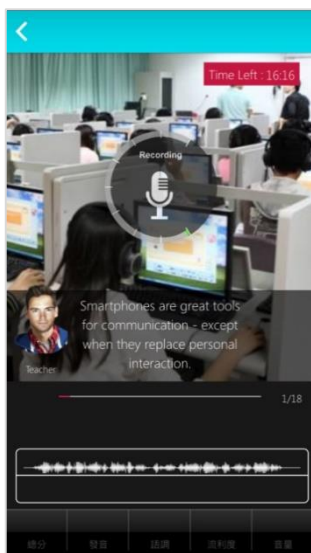 Time Left : 16:16
Recording
Smartphones are great tools
for communication - except
when they replace personal
interaction.
Teacher
1/18
總分 發音 語調 流利度 音量